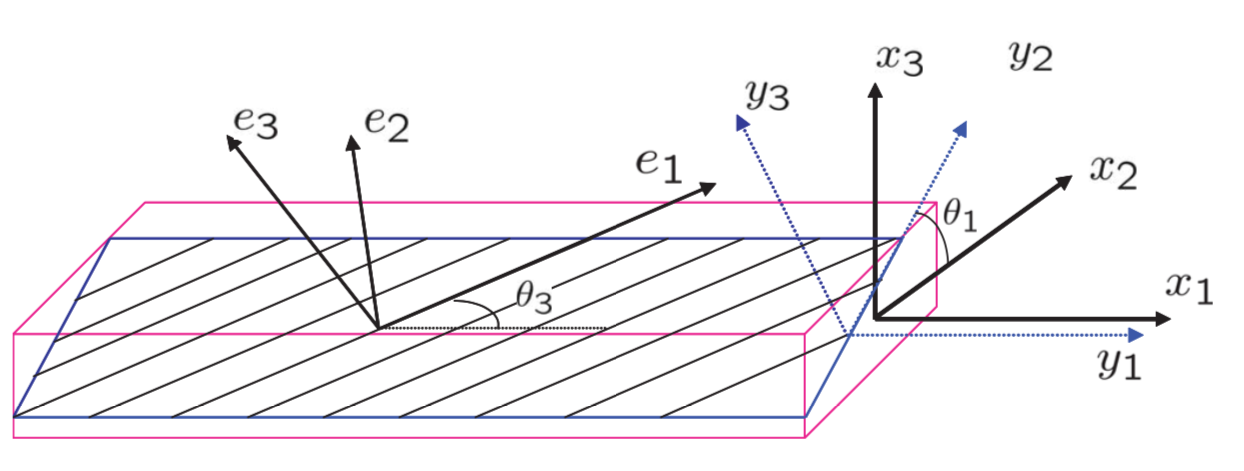 x₃
y₂
y₃
e₃
e₂
e₁
x₂
θ₁
θ₃
x₁
y₁